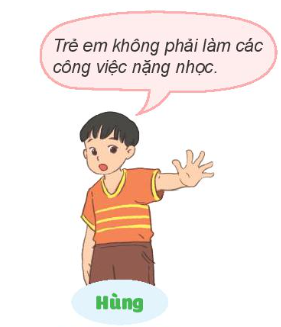 Trẻ em không phải làm các
công việc nặng nhọc.
Hùng